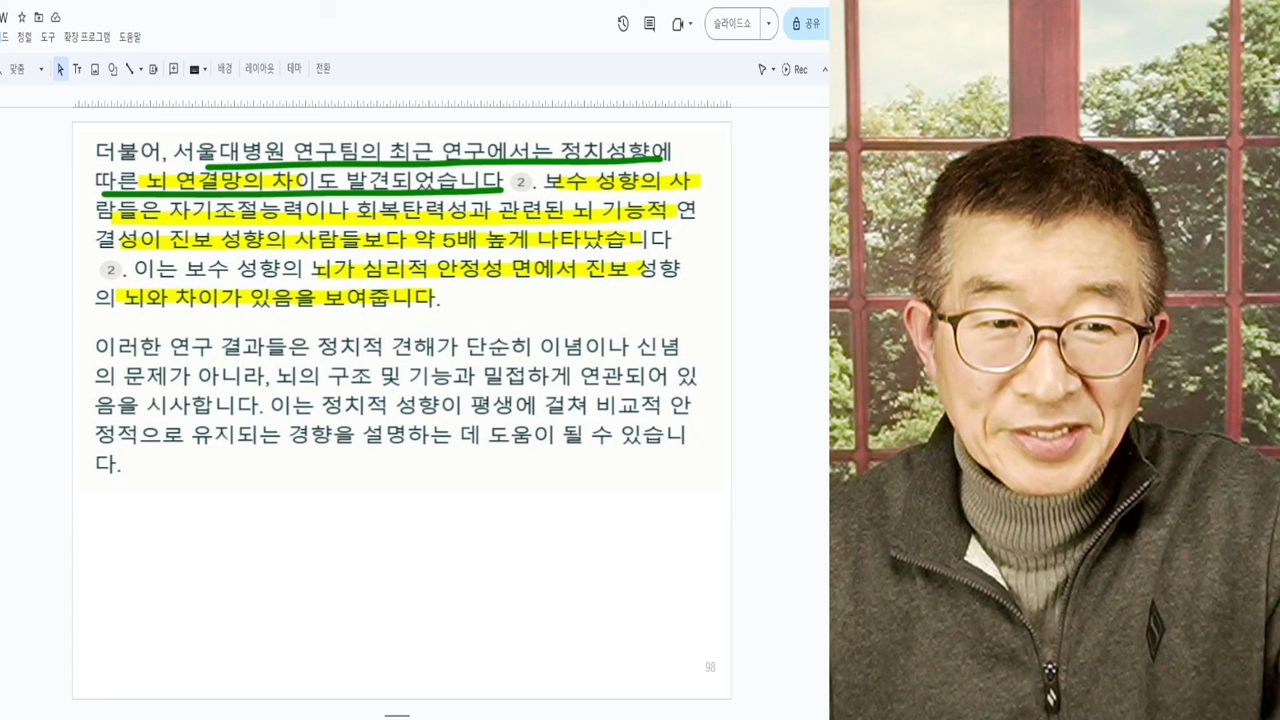 W
정렬 도구 확장 프로그램 도움말
슬라이드쇼
공유
맞춤
배경 레이아웃 테마 전환
Rec
더불어, 서울대병원 연구팀의 최근 연구에서는 정치성향에
따른 뇌 연결망의 차이도 발견되었습니다 2. 보수 성향의 사
람들은 자기조절능력이나 회복탄력성과 관련된 뇌 기능적 연
결성이 진보 성향의 사람들보다 약 5배 높게 나타났습니다
2. 이는 보수 성향의 뇌가 심리적 안정성 면에서 진보 성향
의 뇌와 차이가 있음을 보여줍니다.
이러한 연구 결과들은 정치적 견해가 단순히 이념이나 신념
의 문제가 아니라, 뇌의 구조 및 기능과 밀접하게 연관되어 있
음을 시사합니다. 이는 정치적 성향이 평생에 걸쳐 비교적 안
정적으로 유지되는 경향을 설명하는 데 도움이 될 수 있습니
다.
98